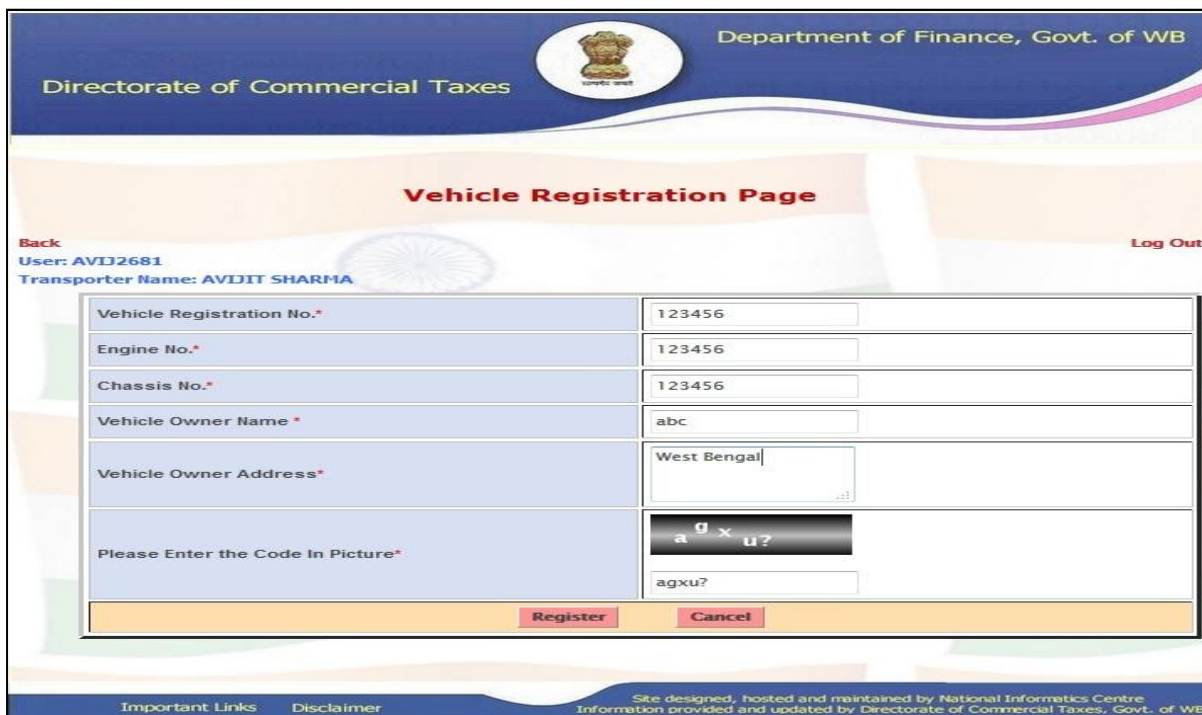 Department of Finance, Govt. of WB
Directorate of Commercial Taxes
सत्यमेव जयते
Vehicle Registration Page
Back
Log Out
User: AVIJ2681
Transporter Name: AVIJIT SHARMA
Vehicle Registration No.* 123456
Engine No.* 123456
Chassis No.* 123456
Vehicle Owner Name * abc
Vehicle Owner Address* West Bengal
a g x u?
Please Enter the Code In Picture*
agxu?
Register Cancel
Site designed, hosted and maintained by National Informatics Centre
Important Links Disclaimer
Information provided and updated by Directorate of Commercial Taxes, Govt. of WB